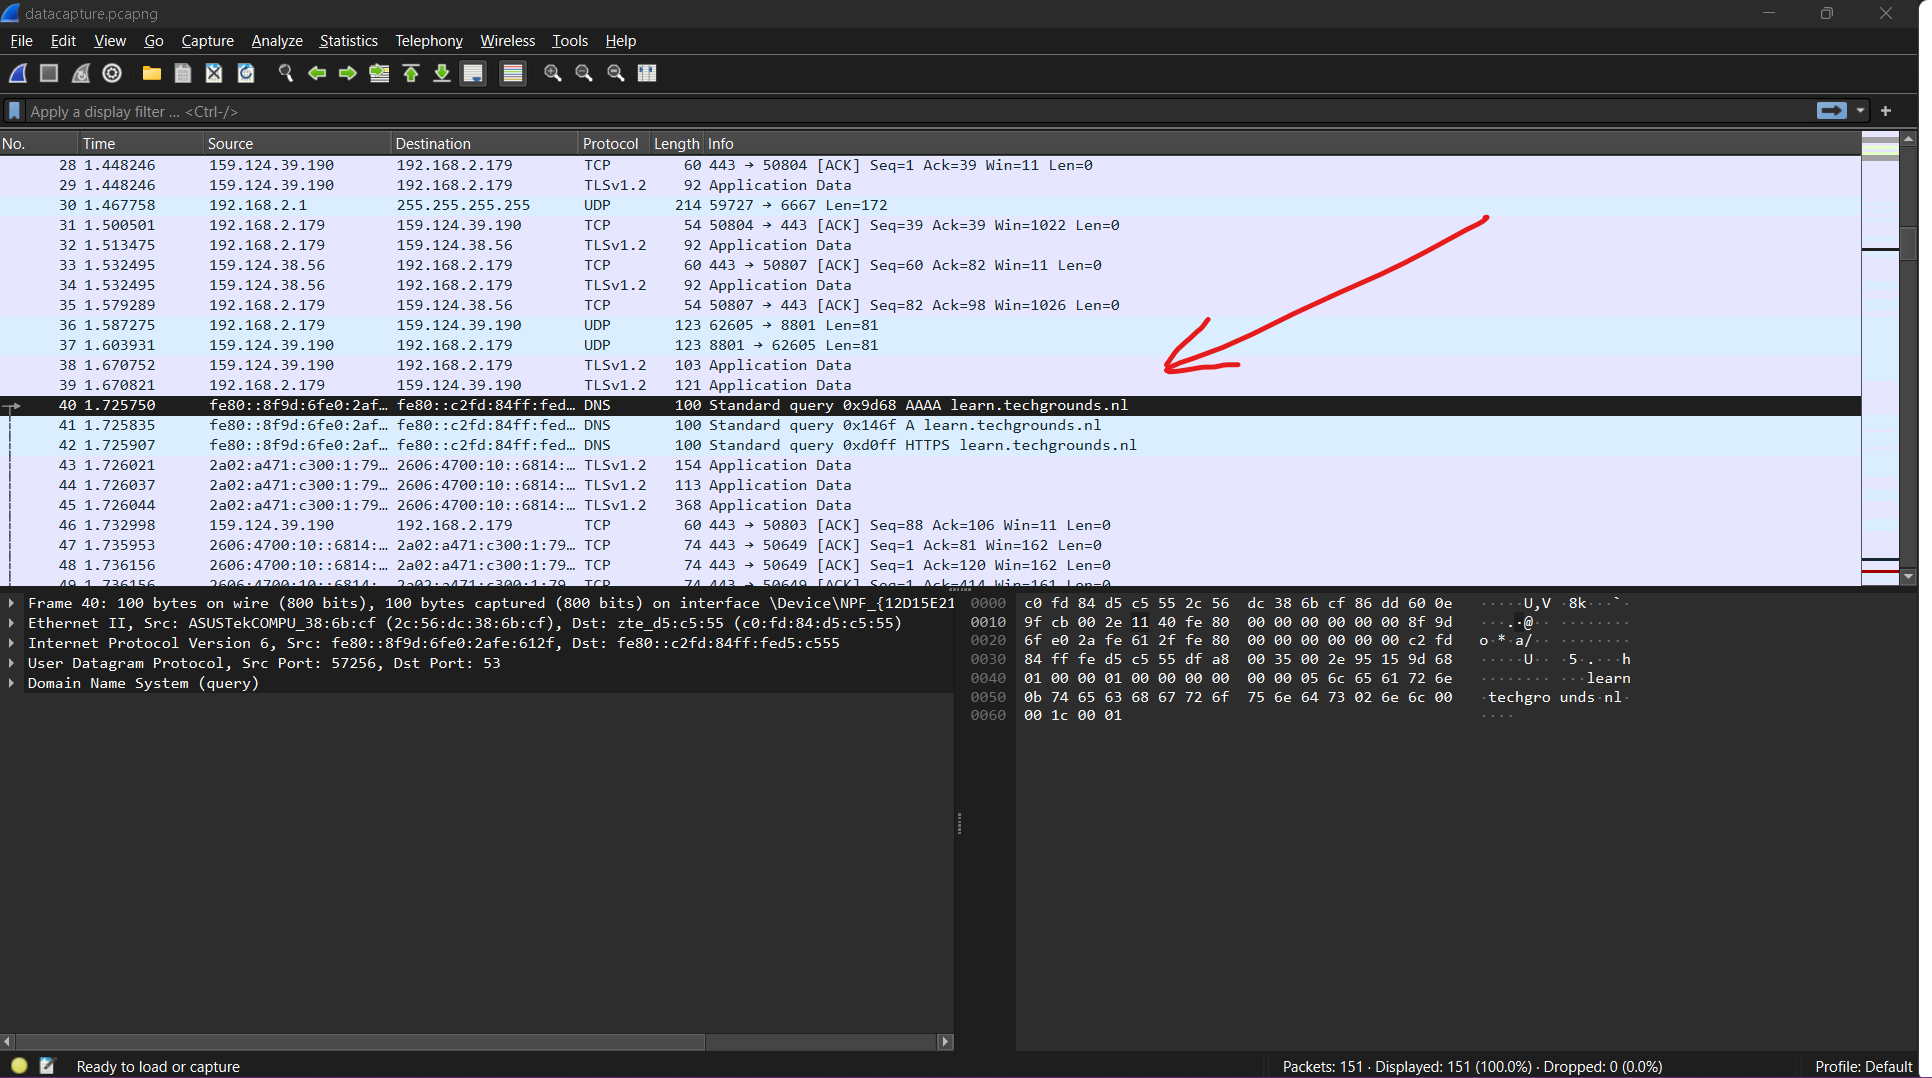 datacapture.pcapng
File Edit View Go Capture Analyze Statistics Telephony Wireless Tools Help
Apply a display filter ... <Ctrl-/>
No. Time Source Destination Protocol Length Info
28 1.448246 159.124.39.190 192.168.2.179 TCP 60 443 → 50804 [ACK] Seq=1 Ack=39 Win=11 Len=0
29 1.448246 159.124.39.190 192.168.2.179 TLSv1.2 92 Application Data
30 1.467758 192.168.2.1 255.255.255.255 UDP 214 59727 → 6667 Len=172
31 1.500501 192.168.2.179 159.124.39.190 TCP 54 50804 → 443 [ACK] Seq=39 Ack=39 Win=1022 Len=0
32 1.513475 192.168.2.179 159.124.38.56 TLSv1.2 92 Application Data
33 1.532495 159.124.38.56 192.168.2.179 TCP 60 443 → 50807 [ACK] Seq=60 Ack=82 Win=11 Len=0
34 1.532495 159.124.38.56 192.168.2.179 TLSv1.2 92 Application Data
35 1.579289 192.168.2.179 159.124.38.56 TCP 54 50807 → 443 [ACK] Seq=82 Ack=98 Win=1026 Len=0
36 1.587275 192.168.2.179 159.124.39.190 UDP 123 62605 → 8801 Len=81
37 1.603931 159.124.39.190 192.168.2.179 UDP 123 8801 → 62605 Len=81
38 1.670752 159.124.39.190 192.168.2.179 TLSv1.2 103 Application Data
39 1.670821 192.168.2.179 159.124.39.190 TLSv1.2 121 Application Data
40 1.725750 fe80::8f9d:6fe0:2af… fe80::c2fd:84ff:fed… DNS 100 Standard query 0x9d68 AAAA learn.techgrounds.nl
41 1.725835 fe80::8f9d:6fe0:2af… fe80::c2fd:84ff:fed… DNS 100 Standard query 0x146f A learn.techgrounds.nl
42 1.725907 fe80::8f9d:6fe0:2af… fe80::c2fd:84ff:fed… DNS 100 Standard query 0xd0ff HTTPS learn.techgrounds.nl
43 1.726021 2a02:a471:c300:1:79… 2606:4700:10::6814:… TLSv1.2 154 Application Data
44 1.726037 2a02:a471:c300:1:79… 2606:4700:10::6814:… TLSv1.2 113 Application Data
45 1.726044 2a02:a471:c300:1:79… 2606:4700:10::6814:… TLSv1.2 368 Application Data
46 1.732998 159.124.39.190 192.168.2.179 TCP 60 443 → 50803 [ACK] Seq=88 Ack=106 Win=11 Len=0
47 1.735953 2606:4700:10::6814:… 2a02:a471:c300:1:79… TCP 74 443 → 50649 [ACK] Seq=1 Ack=81 Win=162 Len=0
48 1.736156 2606:4700:10::6814:… 2a02:a471:c300:1:79… TCP 74 443 → 50649 [ACK] Seq=1 Ack=120 Win=162 Len=0
49 1.736156 2606:4700:10::6814:… 2a02:a471:c300:1:79… TCP 74 443 → 50649 [ACK] Seq=1 Ack=414 Win=161 Len=0
Frame 40: 100 bytes on wire (800 bits), 100 bytes captured (800 bits) on interface \Device\NPF_{12D15E21
Ethernet II, Src: ASUSTekCOMPU_38:6b:cf (2c:56:dc:38:6b:cf), Dst: zte_d5:c5:55 (c0:fd:84:d5:c5:55)
Internet Protocol Version 6, Src: fe80::8f9d:6fe0:2afe:612f, Dst: fe80::c2fd:84ff:fed5:c555
User Datagram Protocol, Src Port: 57256, Dst Port: 53
Domain Name System (query)
0000 c0 fd 84 d5 c5 55 2c 56 dc 38 6b cf 86 dd 60 0e ·····U,V ·8k···`·
0010 9f cb 00 2e 11 40 fe 80 00 00 00 00 00 00 8f 9d ···.·@·· ········
0020 6f e0 2a fe 61 2f fe 80 00 00 00 00 00 00 c2 fd o·*·a/·· ········
0030 84 ff fe d5 c5 55 df a8 00 35 00 2e 95 15 9d 68 ·····U·· ·5·.···h
0040 01 00 00 01 00 00 00 00 00 00 05 6c 65 61 72 6e ········ ···learn
0050 0b 74 65 63 68 67 72 6f 75 6e 64 73 02 6e 6c 00 ·techgro unds·nl·
0060 00 1c 00 01 ····
Ready to load or capture
Packets: 151 · Displayed: 151 (100.0%) · Dropped: 0 (0.0%)
Profile: Default